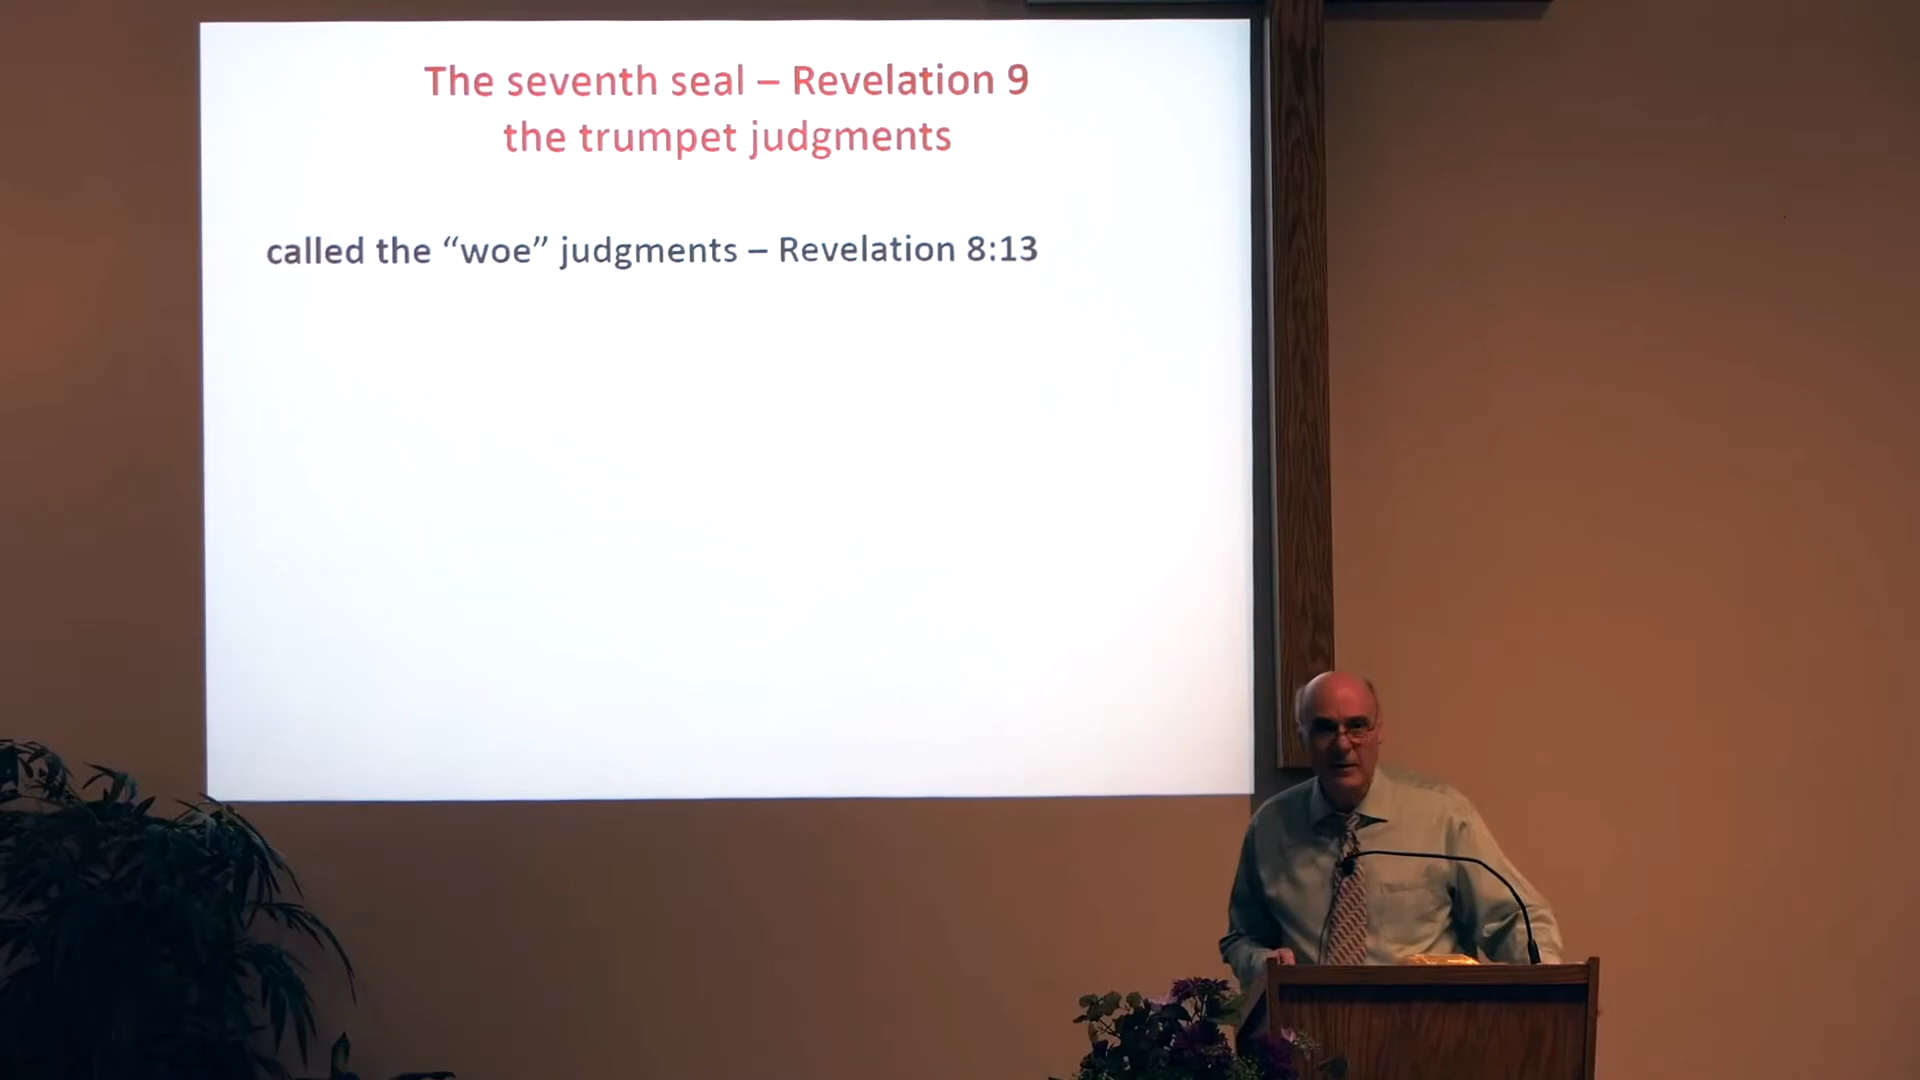 The seventh seal – Revelation 9
the trumpet judgments
called the “woe” judgments – Revelation 8:13